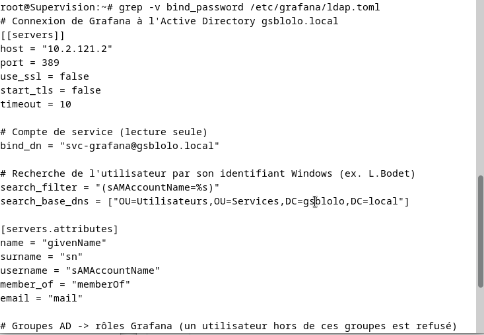 root@Supervision:~# grep -v bind_password /etc/grafana/ldap.toml
# Connexion de Grafana à l'Active Directory gsblolo.local
[[servers]]
host = "10.2.121.2"
port = 389
use_ssl = false
start_tls = false
timeout = 10
# Compte de service (lecture seule)
bind_dn = "svc-grafana@gsblolo.local"
# Recherche de l'utilisateur par son identifiant Windows (ex. L.Bodet)
search_filter = "(sAMAccountName=%s)"
search_base_dns = ["OU=Utilisateurs,OU=Services,DC=gsblolo,DC=local"]
[servers.attributes]
name = "givenName"
surname = "sn"
username = "sAMAccountName"
member_of = "memberOf"
email = "mail"
# Groupes AD -> rôles Grafana (un utilisateur hors de ces groupes est refusé)